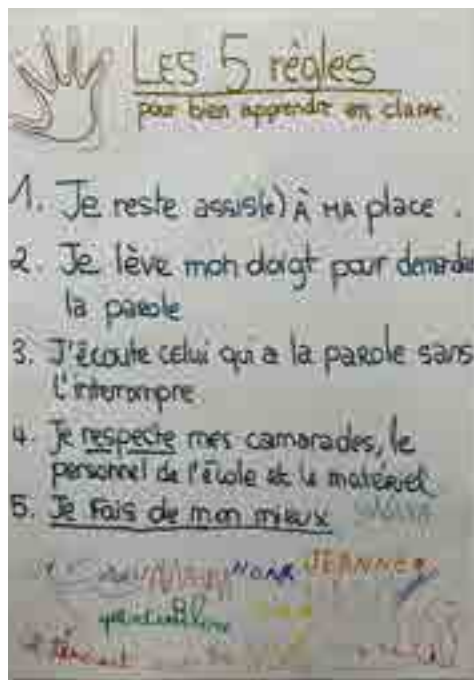 LES 5 règles
pour bien apprendre en classe.
1. Je reste assis(e) À MA place.
2. Je lève mon doigt pour demander
la parole
3. J'écoute celui qui a la parole sans
l'interrompre
4. Je respecte mes camarades, le
personnel de l'école et le matériel
5. Je fais de mon mieux
NOAR JEANNE